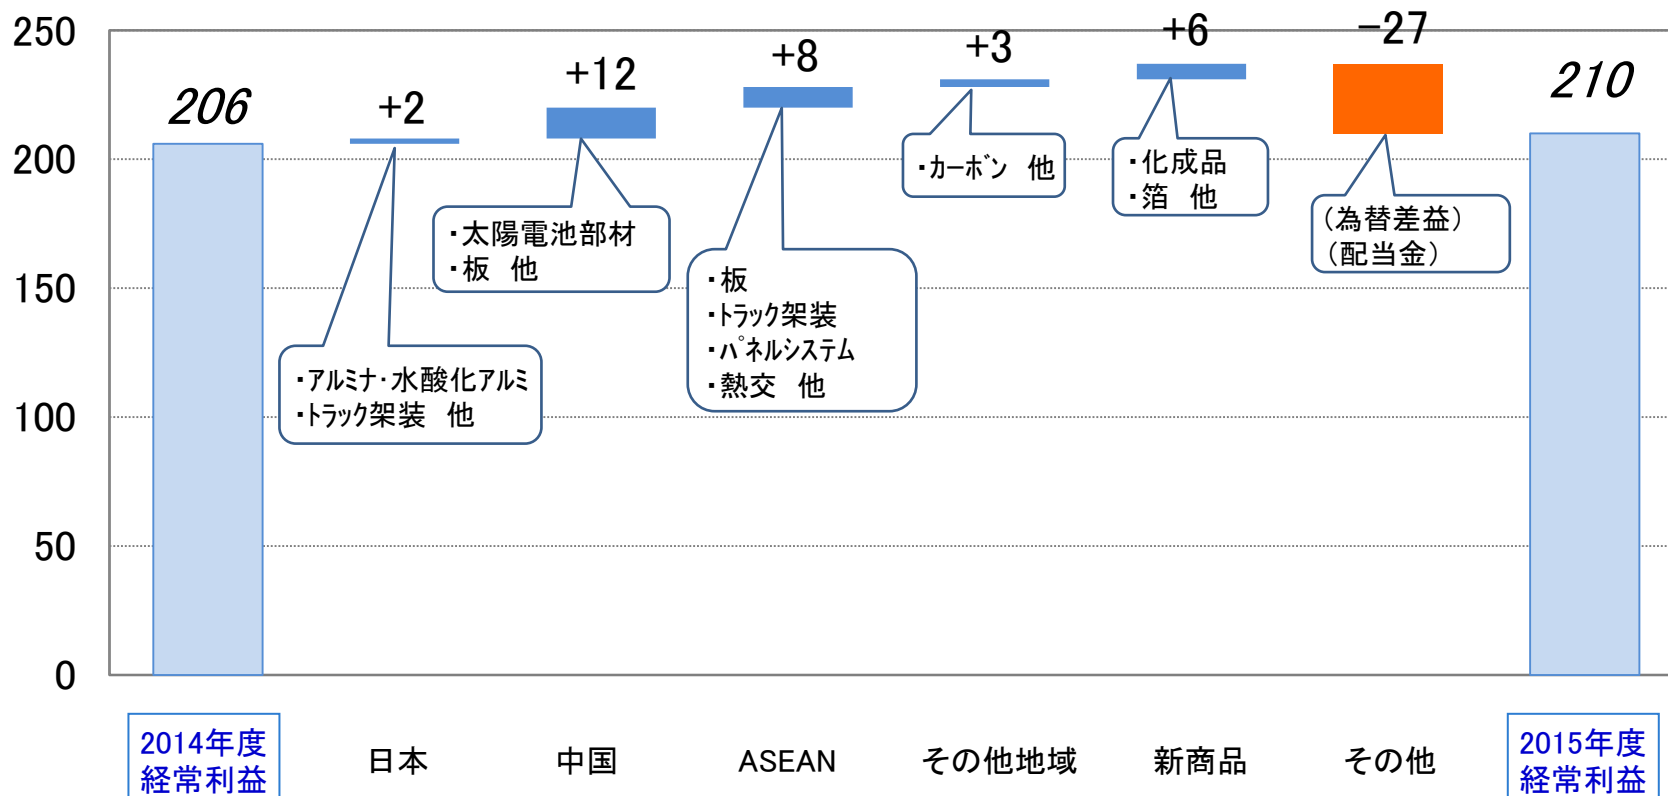 250
200
150
100
50
0
206
+2
+12
+8
+3
+6
−27
210
・アルミナ・水酸化アルミ
・トラック架装　他
・太陽電池部材
・板　他
・板
・トラック架装
・パネルシステム
・熱交　他
・カーボン　他
・化成品
・箔　他
（為替差益）
（配当金）
2014年度
経常利益
日本
中国
ASEAN
その他地域
新商品
その他
2015年度
経常利益